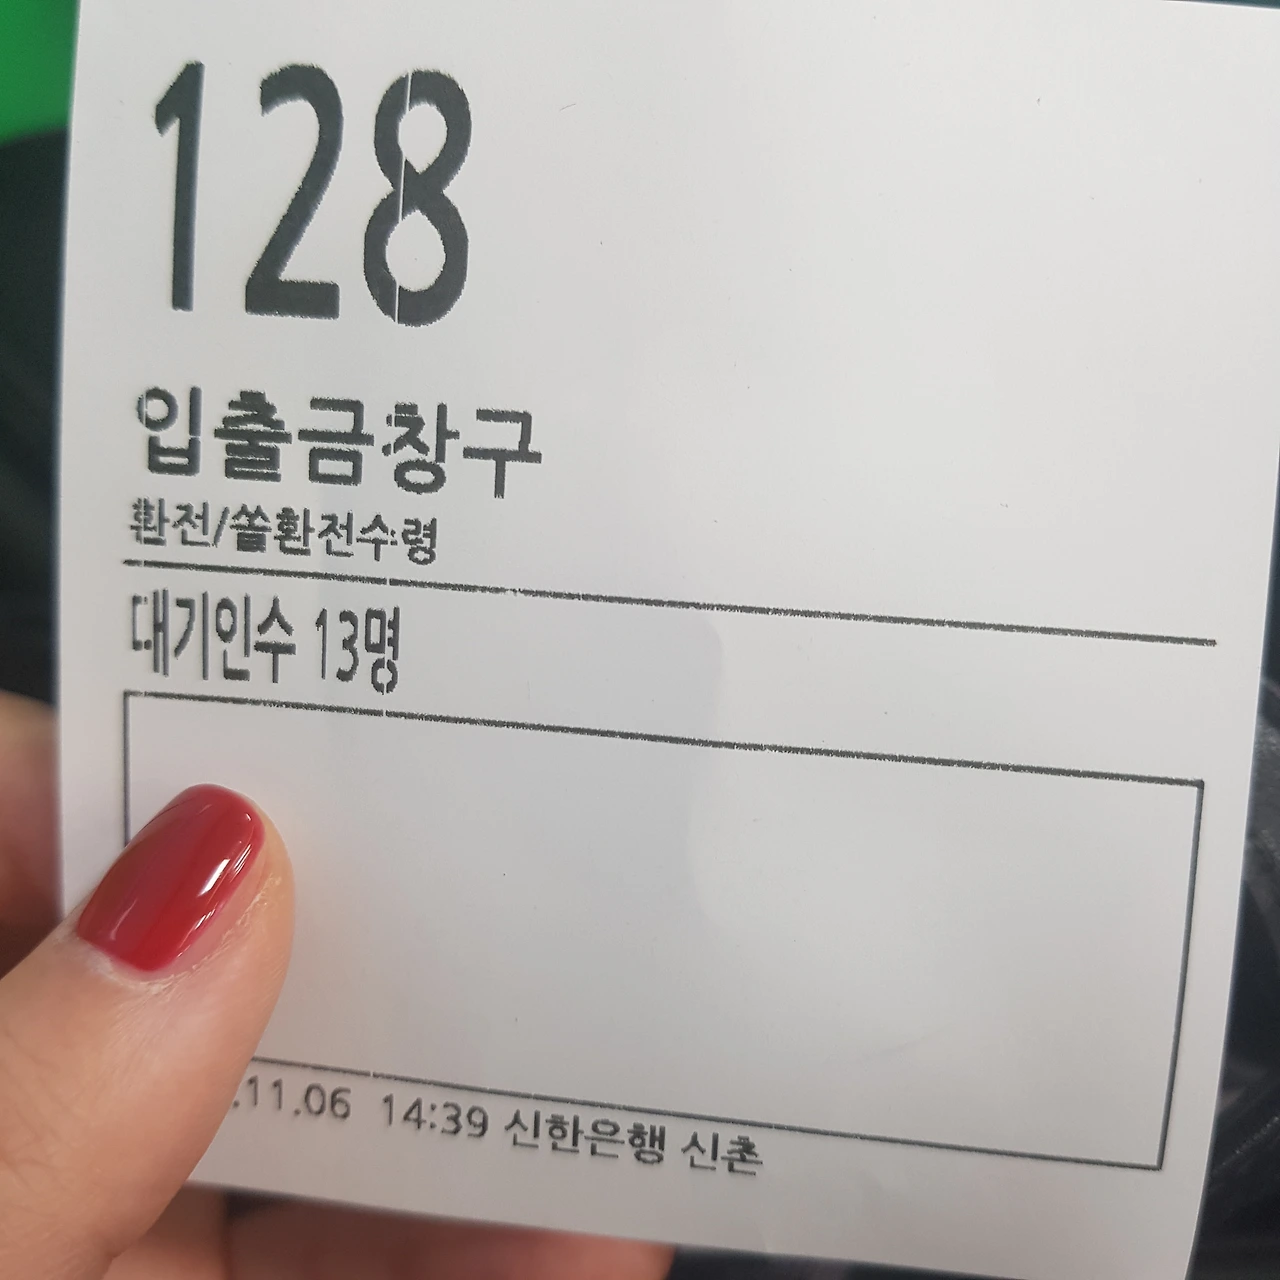 128
입출금창구
환전/쏠환전수령
대기인수 13명
.11.06 14:39 신한은행 신촌